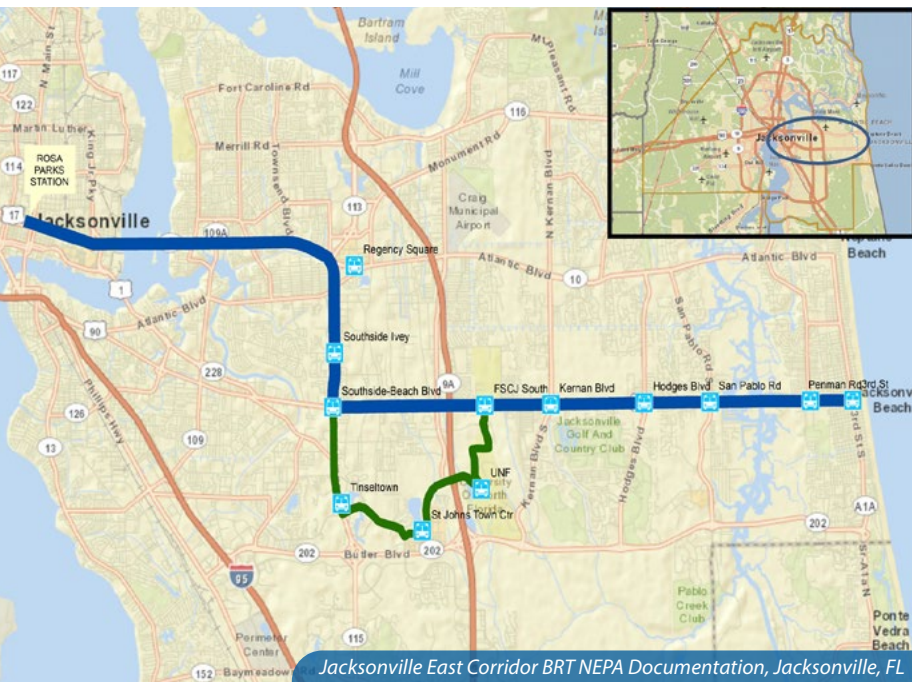 Bartram
Island
Mill
Cove
Mt Pleasant Rd
117
N Main St
122
Fort Caroline Rd
116
Martin Luther
King Jr Pky
Merrill Rd
Townsend Blvd
Monument Rd
N Kernan Blvd
114
ROSA
PARKS
STATION
113
Craig
Municipal
Airport
17
Jacksonville
109A
Regency Square
Atlantic Blvd
10
Atlantic Blvd
Beach
1
Atlantic Blvd
90
Southside Ivey
San Pablo Rd S
228
9A
Phillips Hwy
Southside-Beach Blvd
FSCJ South
Kernan Blvd
Hodges Blvd
San Pablo Rd
Penman Rd
3rd St
Jacksonv
Beach
126
Jacksonville
Golf And
Country Club
3rd St S
13
109
Kernan Blvd S
Hodges Blvd
UNF
Tinseltown
St Johns Town Ctr
A1A
202
202
Butler Blvd
202
95
Sr-A1a N
Pablo
Creek
Club
Ponte
Vedra
Beach
115
Perimeter
Center
152
Baymeadow
Jacksonville
Jacksonville East Corridor BRT NEPA Documentation, Jacksonville, FL